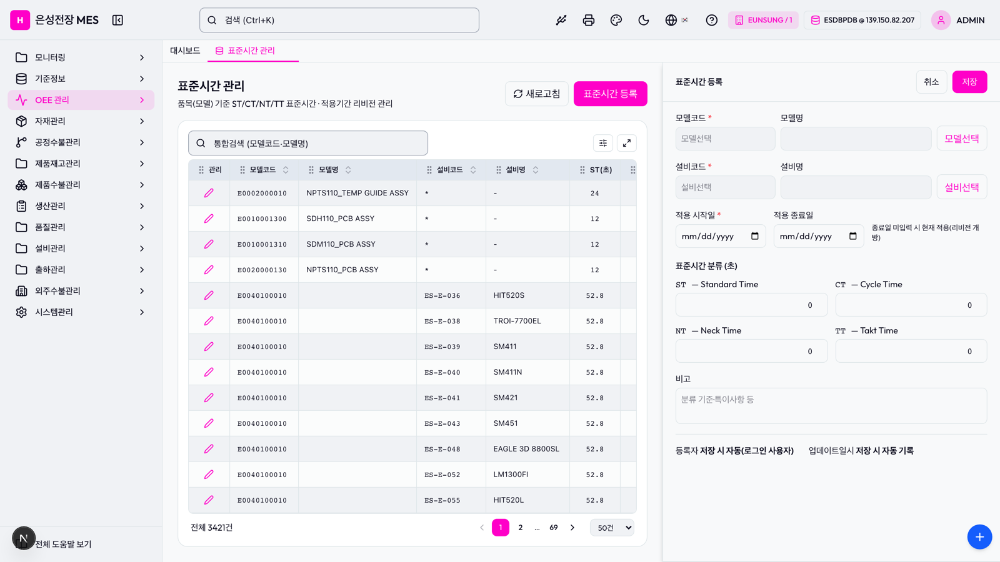 H 은성전장 MES
검색 (Ctrl+K)
EUNSUNG / 1
ESDBPDB @ 139.150.82.207
ADMIN
모니터링
기준정보
OEE 관리
자재관리
공정수불관리
제품재고관리
제품수불관리
생산관리
품질관리
설비관리
출하관리
외주수불관리
시스템관리
N
전체 도움말 보기
대시보드
표준시간 관리
표준시간 관리
품목(모델) 기준 ST/CT/NT/TT 표준시간 · 적용기간 리비전 관리
새로고침
표준시간 등록
통합검색 (모델코드·모델명)
관리 모델코드 모델명 설비코드 설비명 ST(초)
E0002000010 NPTS110_TEMP GUIDE ASSY * - 24
E0010001300 SDH110_PCB ASSY * - 12
E0010001310 SDM110_PCB ASSY * - 12
E0020000130 NPTS110_PCB ASSY * - 12
E0040100010 ES-E-036 HIT520S 52.8
E0040100010 ES-E-038 TROI-7700EL 52.8
E0040100010 ES-E-039 SM411 52.8
E0040100010 ES-E-040 SM411N 52.8
E0040100010 ES-E-041 SM421 52.8
E0040100010 ES-E-043 SM451 52.8
E0040100010 ES-E-048 EAGLE 3D 8800SL 52.8
E0040100010 ES-E-052 LM1300FI 52.8
E0040100010 ES-E-055 HIT520L 52.8
전체 3421건
1 2 ... 69
50건
표준시간 등록
취소
저장
모델코드 * 모델명
모델선택
모델선택
설비코드 * 설비명
설비선택
설비선택
적용 시작일 * 적용 종료일
mm/dd/yyyy mm/dd/yyyy
종료일 미입력 시 현재 적용(리비전 개
방)
표준시간 분류 (초)
ST — Standard Time CT — Cycle Time
0 0
NT — Neck Time TT — Takt Time
0 0
비고
분류 기준·특이사항 등
등록자 저장 시 자동(로그인 사용자) 업데이트일시 저장 시 자동 기록